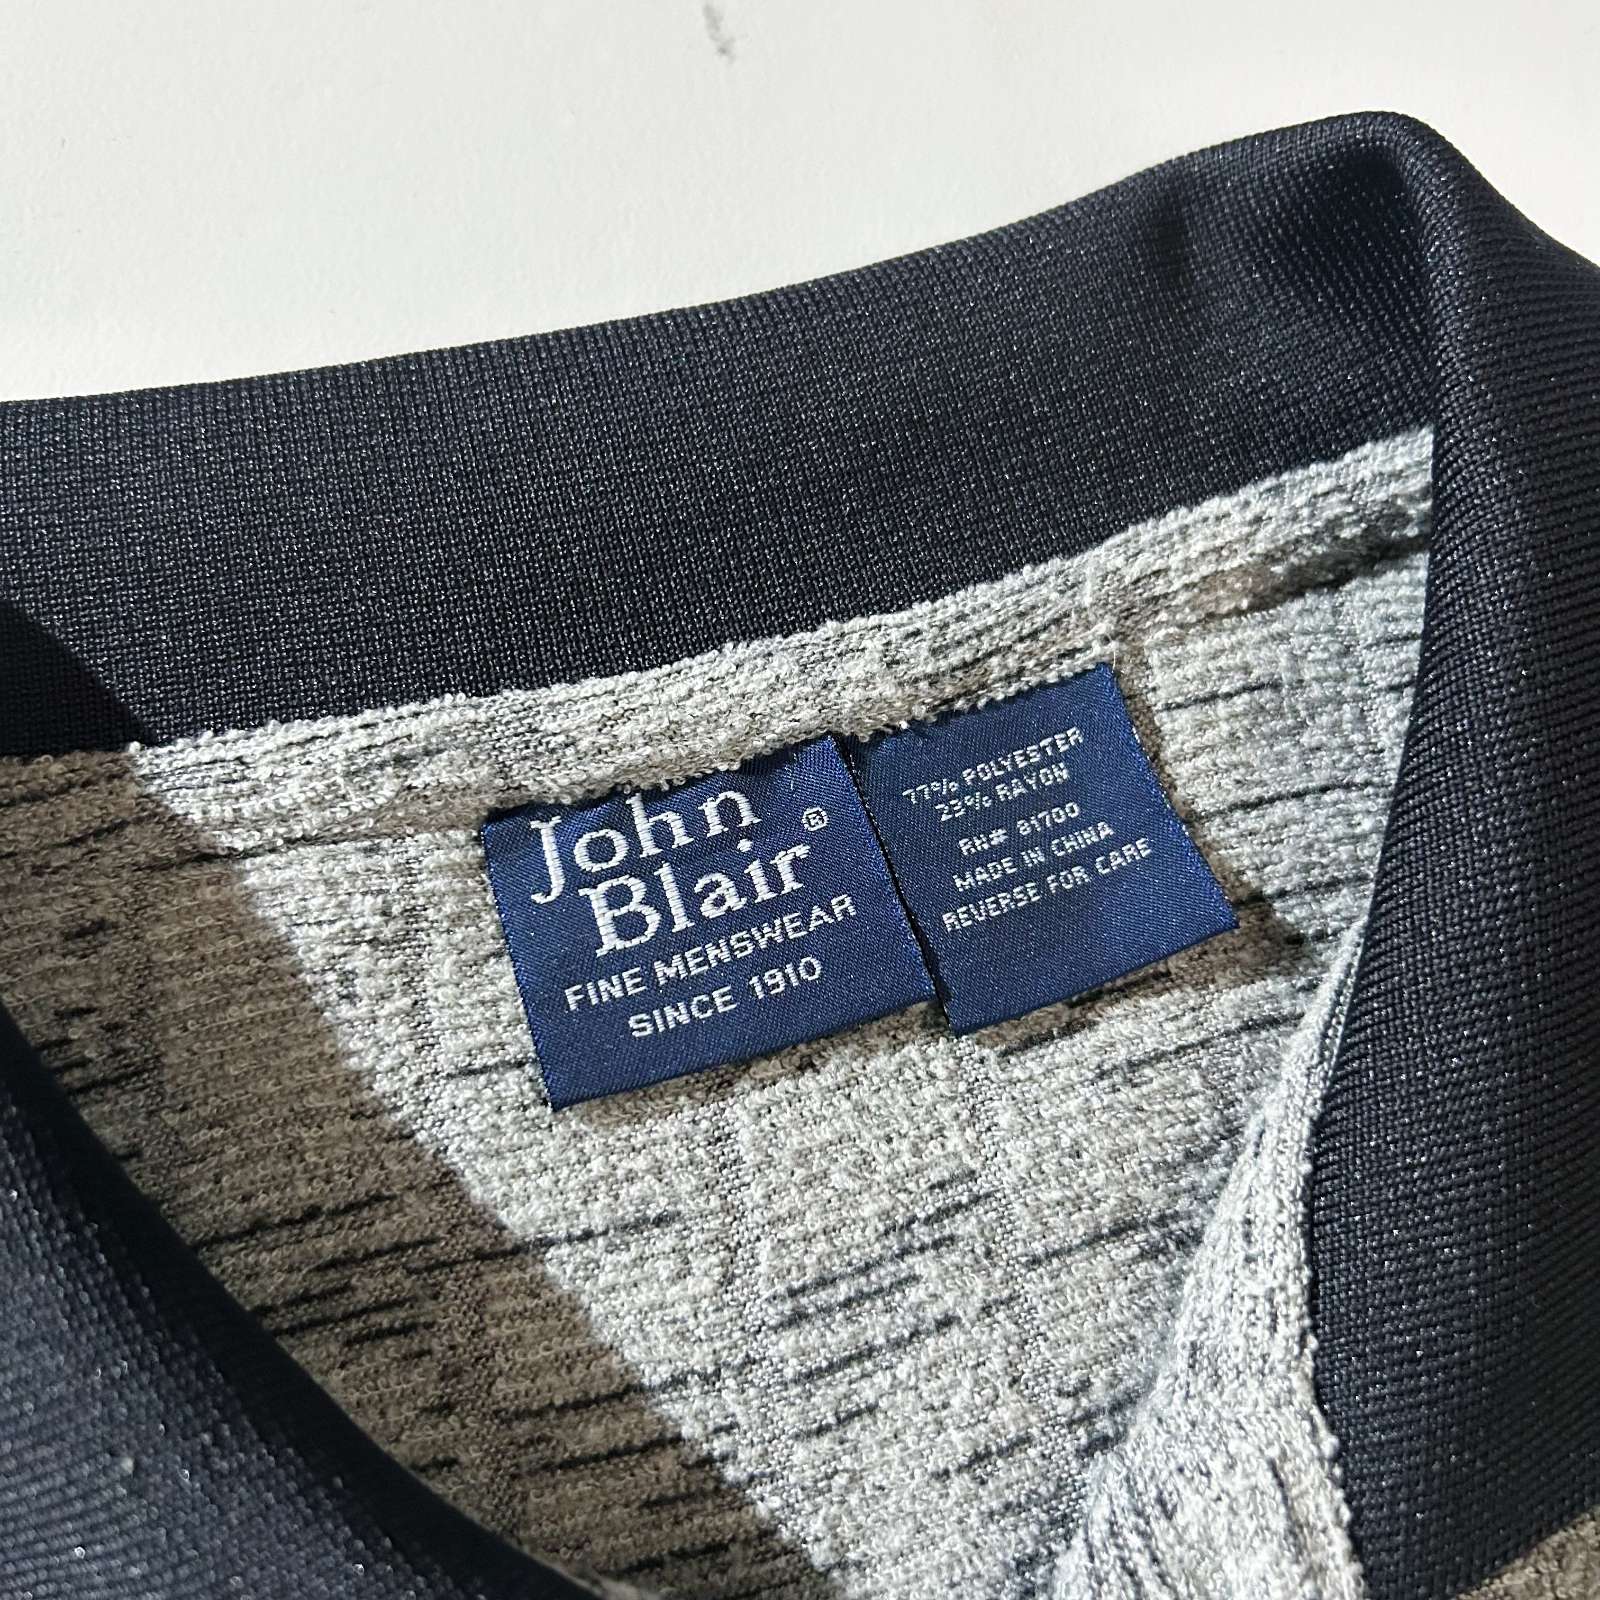 John
Blair®
FINE MENSWEAR
SINCE 1910
77% POLYESTER
23% RAYON
RN# 81700
MADE IN CHINA
REVERSE FOR CARE